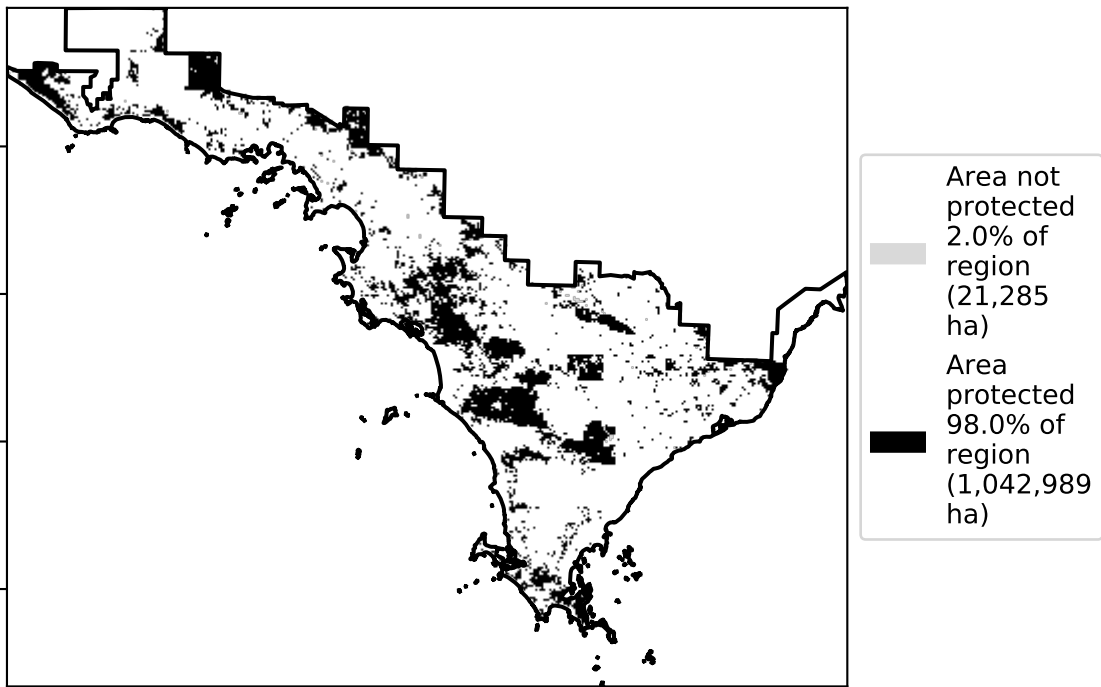 Area not
protected
2.0% of
region
(21,285
ha)
Area
protected
98.0% of
region
(1,042,989
ha)